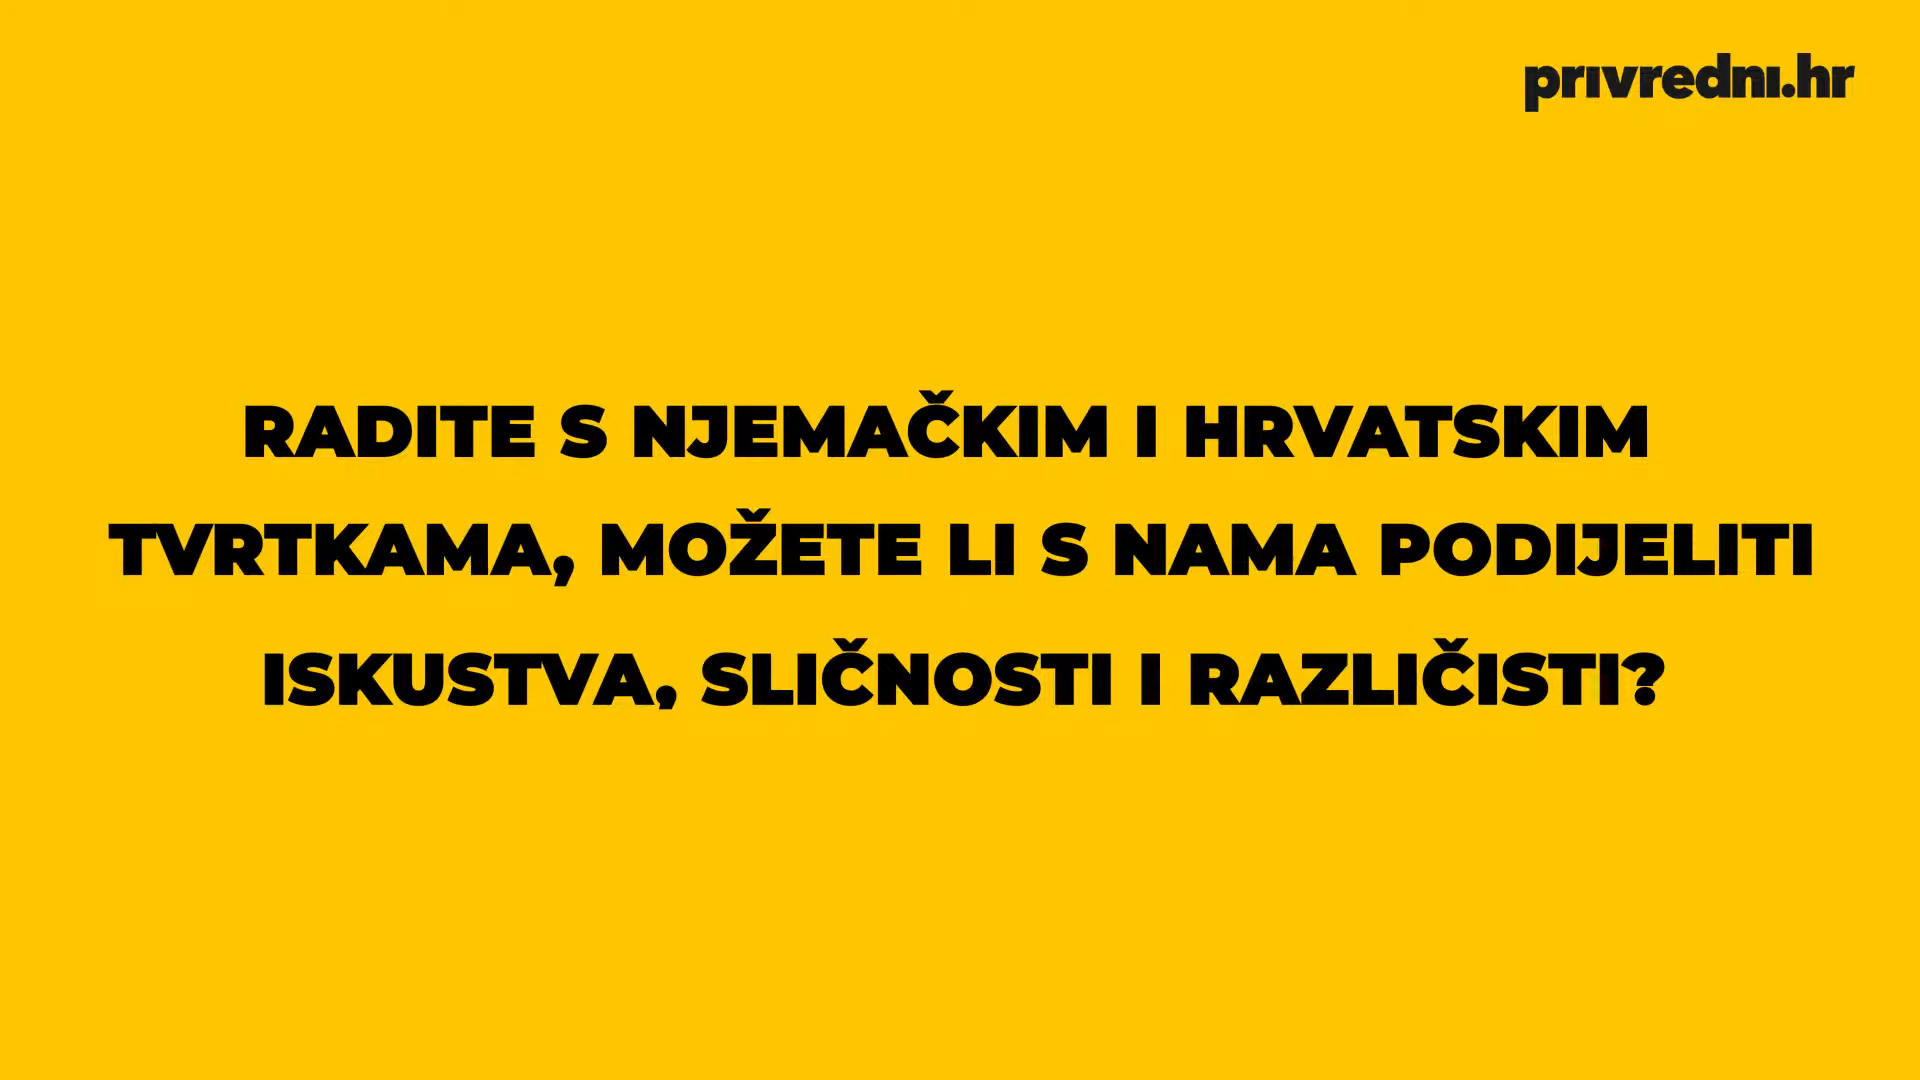 privredni.hr
RADITE S NJEMAČKIM I HRVATSKIM
TVRTKAMA, MOŽETE LI S NAMA PODIJELITI
ISKUSTVA, SLIČNOSTI I RAZLIČISTI?